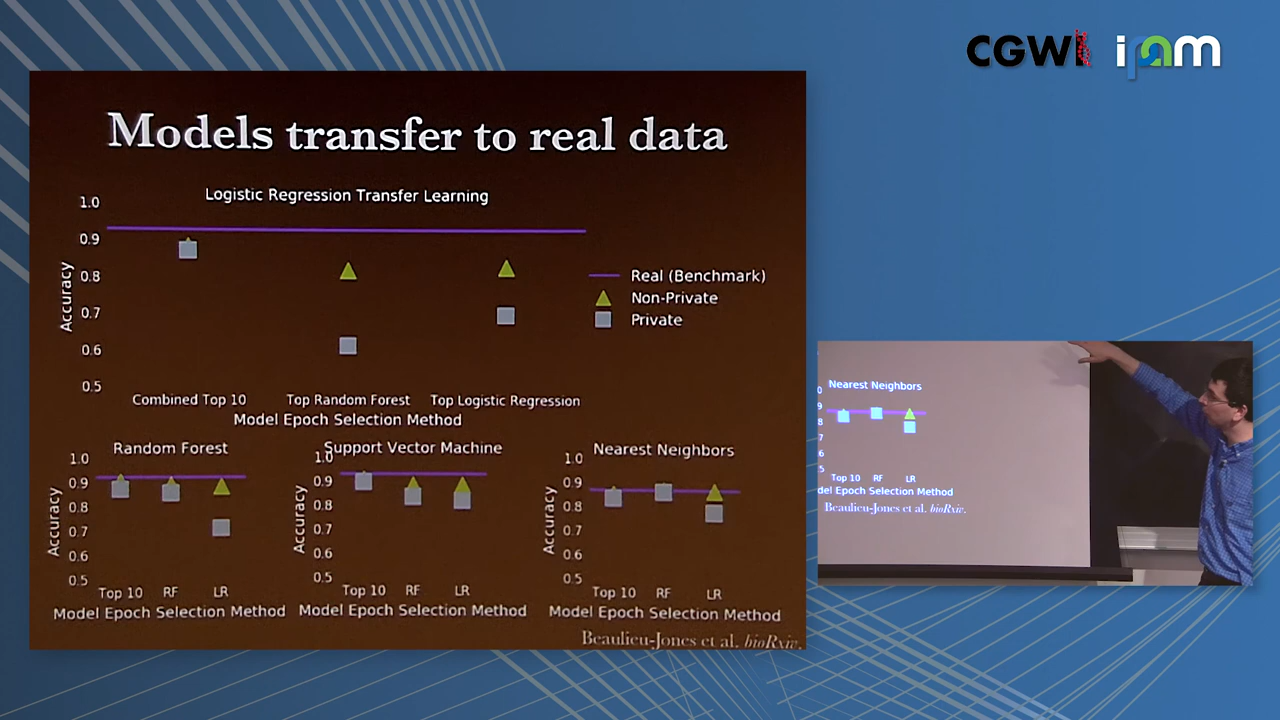 CGWI ipam
Models transfer to real data
Logistic Regression Transfer Learning
1.0
0.9
0.8
0.7
0.6
0.5
Accuracy
Real (Benchmark)
Non-Private
Private
Combined Top 10 Top Random Forest Top Logistic Regression
Model Epoch Selection Method
Random Forest
1.0
0.9
0.8
0.7
0.6
0.5
Accuracy
Top 10 RF LR
Model Epoch Selection Method
Support Vector Machine
1.0
0.9
0.8
0.7
0.6
0.5
Accuracy
Top 10 RF LR
Model Epoch Selection Method
Nearest Neighbors
1.0
0.9
0.8
0.7
0.6
0.5
Accuracy
Top 10 RF LR
Model Epoch Selection Method
Beaulieu-Jones et al. bioRxiv.
Nearest Neighbors
0
9
8
7
6
5
Top 10 RF LR
del Epoch Selection Method
Beaulieu-Jones et al. bioRxiv.